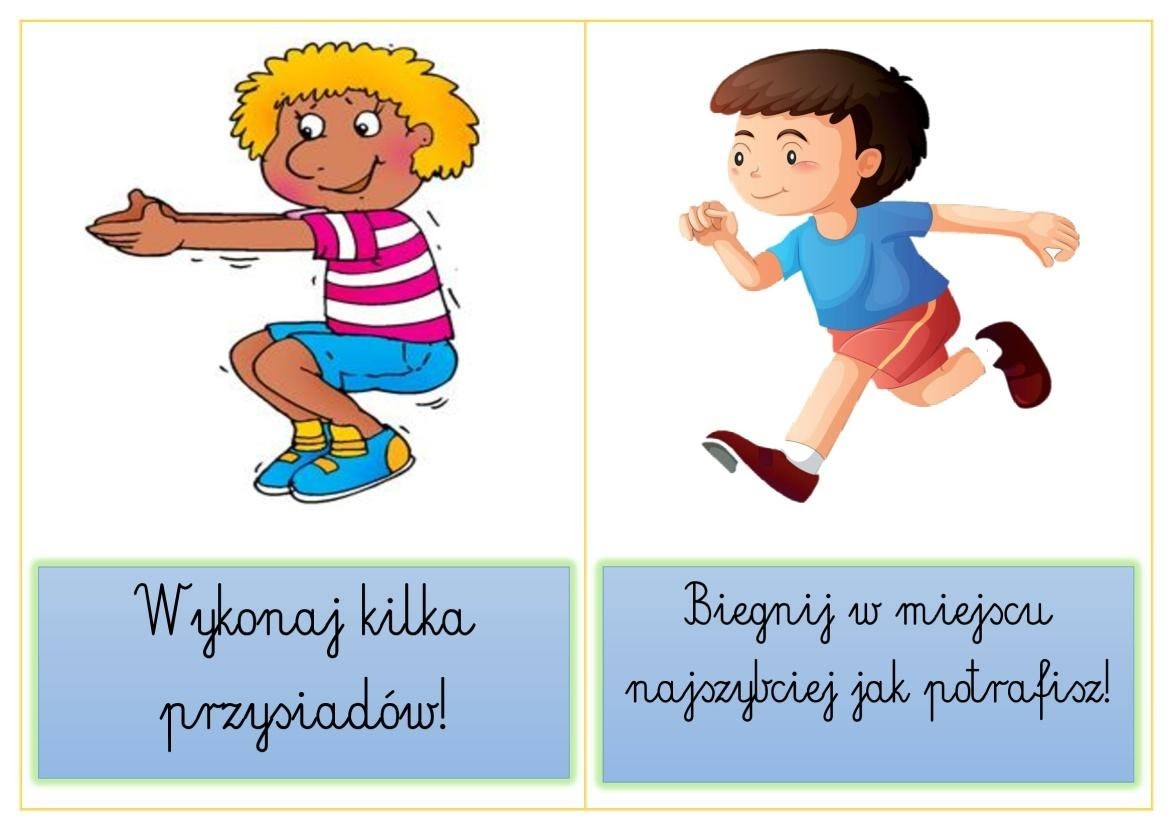 Wykonaj kilka
przysiadów!
Biegnij w miejscu
najszybciej jak potrafisz!